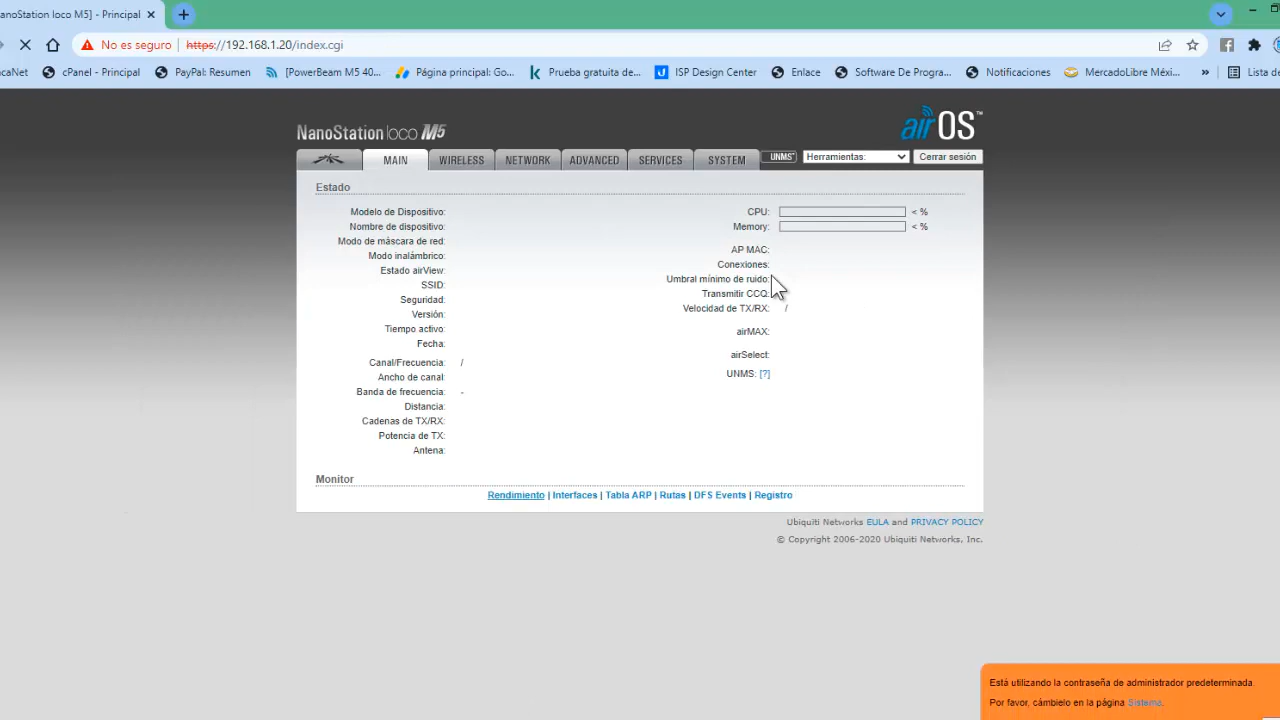 nanoStation loco M5] - Principal
No es seguro
https://192.168.1.20/index.cgi
caNet
cPanel - Principal
PayPal: Resumen
[PowerBeam M5 40...
Página principal: Go...
Prueba gratuita de...
ISP Design Center
Enlace
Software De Progra...
Notificaciones
MercadoLibre Méxi...
»
Lista de
NanoStation loco M5
airOS™
MAIN
WIRELESS
NETWORK
ADVANCED
SERVICES
SYSTEM
UNMS™
Herramientas:
Cerrar sesión
Estado
Modelo de Dispositivo:
Nombre de dispositivo:
Modo de máscara de red:
Modo inalámbrico:
Estado airView:
SSID:
Seguridad:
Versión:
Tiempo activo:
Fecha:
Canal/Frecuencia: /
Ancho de canal:
Banda de frecuencia: -
Distancia:
Cadenas de TX/RX:
Potencia de TX:
Antena:
CPU: < %
Memory: < %
AP MAC:
Conexiones:
Umbral mínimo de ruido:
Transmitir CCQ:
Velocidad de TX/RX: /
airMAX:
airSelect:
UNMS: [?]
Monitor
Rendimiento | Interfaces | Tabla ARP | Rutas | DFS Events | Registro
Ubiquiti Networks EULA and PRIVACY POLICY
© Copyright 2006-2020 Ubiquiti Networks, Inc.
Está utilizando la contraseña de administrador predeterminada.
Por favor, cámbielo en la página Sistema.